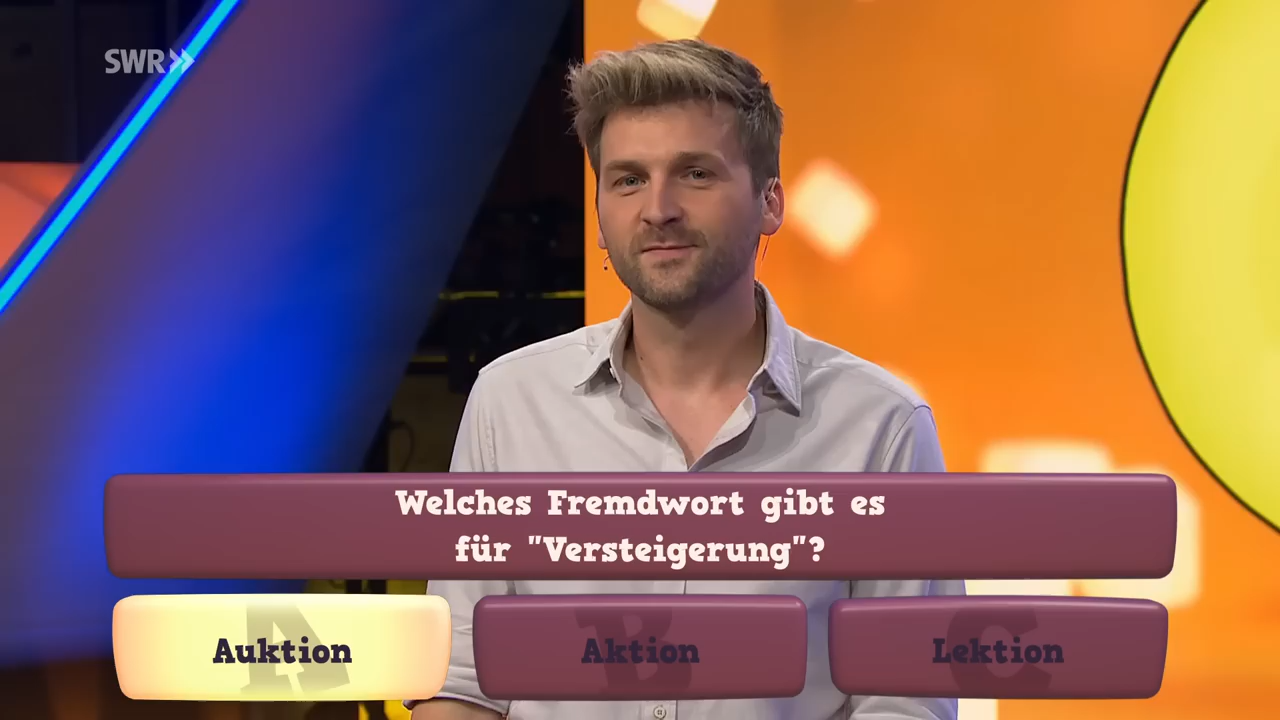 SWR»
Welches Fremdwort gibt es
für "Versteigerung"?
A
Auktion
B
Aktion
C
Lektion